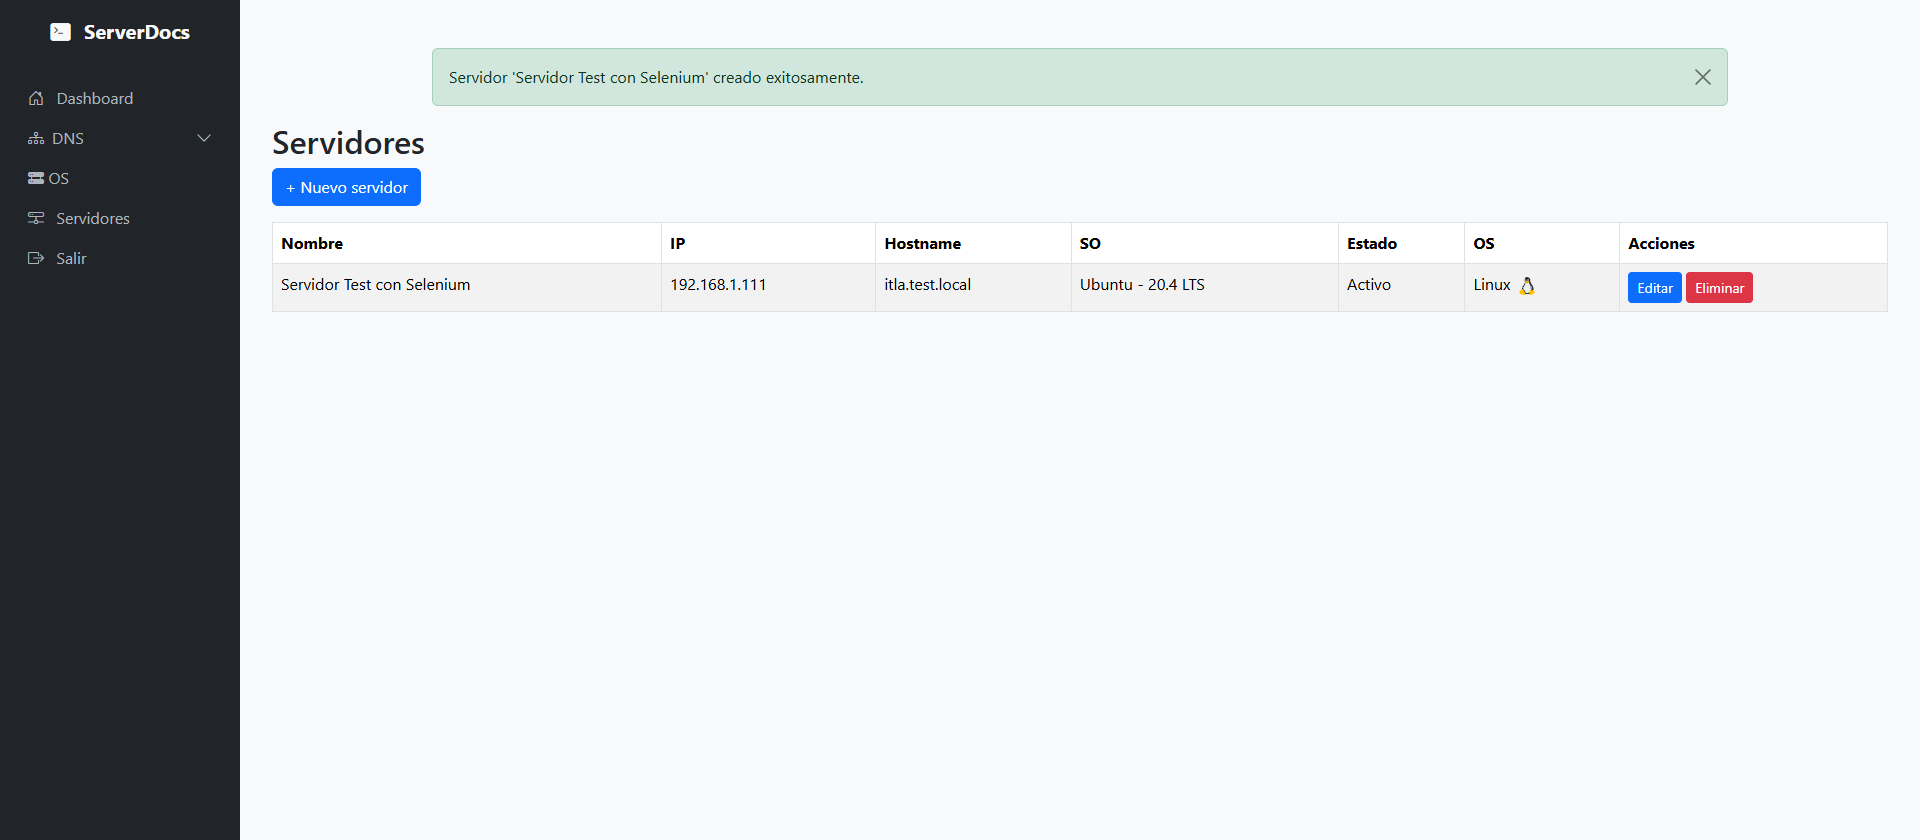 ServerDocs
Dashboard
DNS
OS
Servidores
Salir
Servidor 'Servidor Test con Selenium' creado exitosamente.
Servidores
+ Nuevo servidor
Nombre IP Hostname SO Estado OS Acciones
Servidor Test con Selenium 192.168.1.111 itla.test.local Ubuntu - 20.4 LTS Activo Linux Editar Eliminar